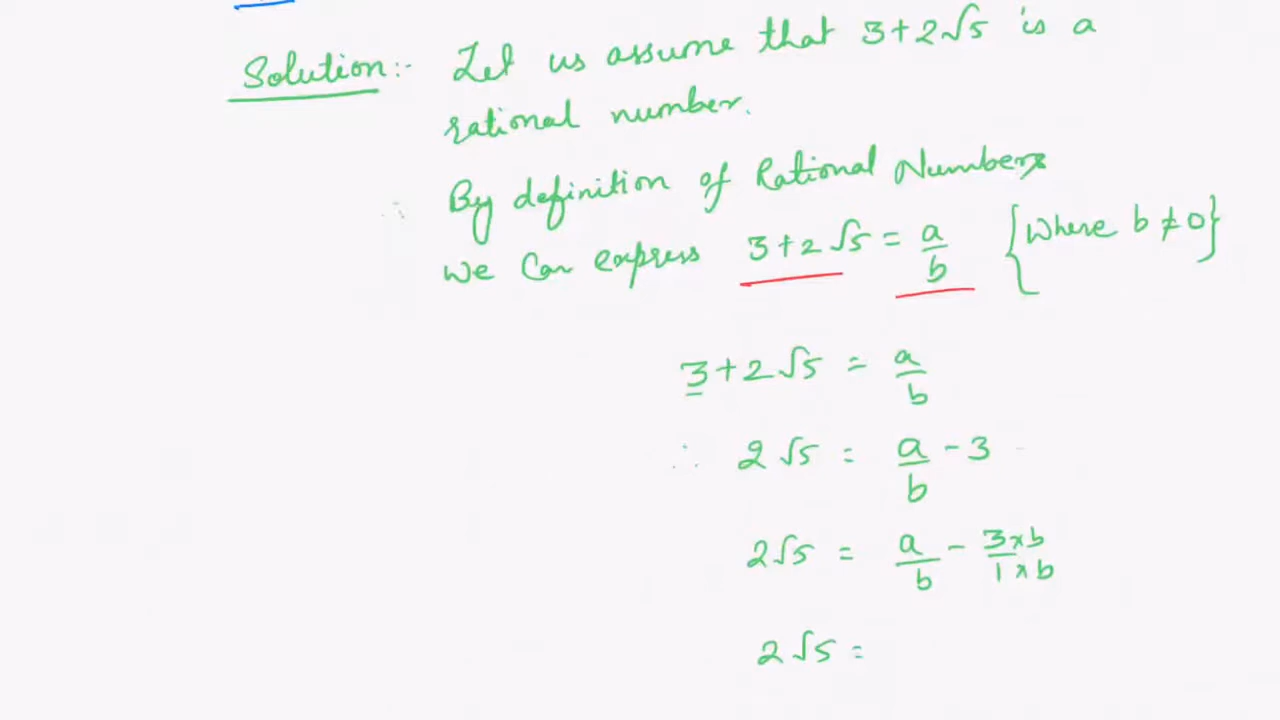 Solution:- Let us assume that 3+2√5 is a
rational number.
∴ By definition of Rational Numbers
we can express 3+2√5 = a/b {where b≠0}
3+2√5 = a/b
∴ 2√5 = a/b - 3
2√5 = a/b - 3×b/1×b
2√5 =